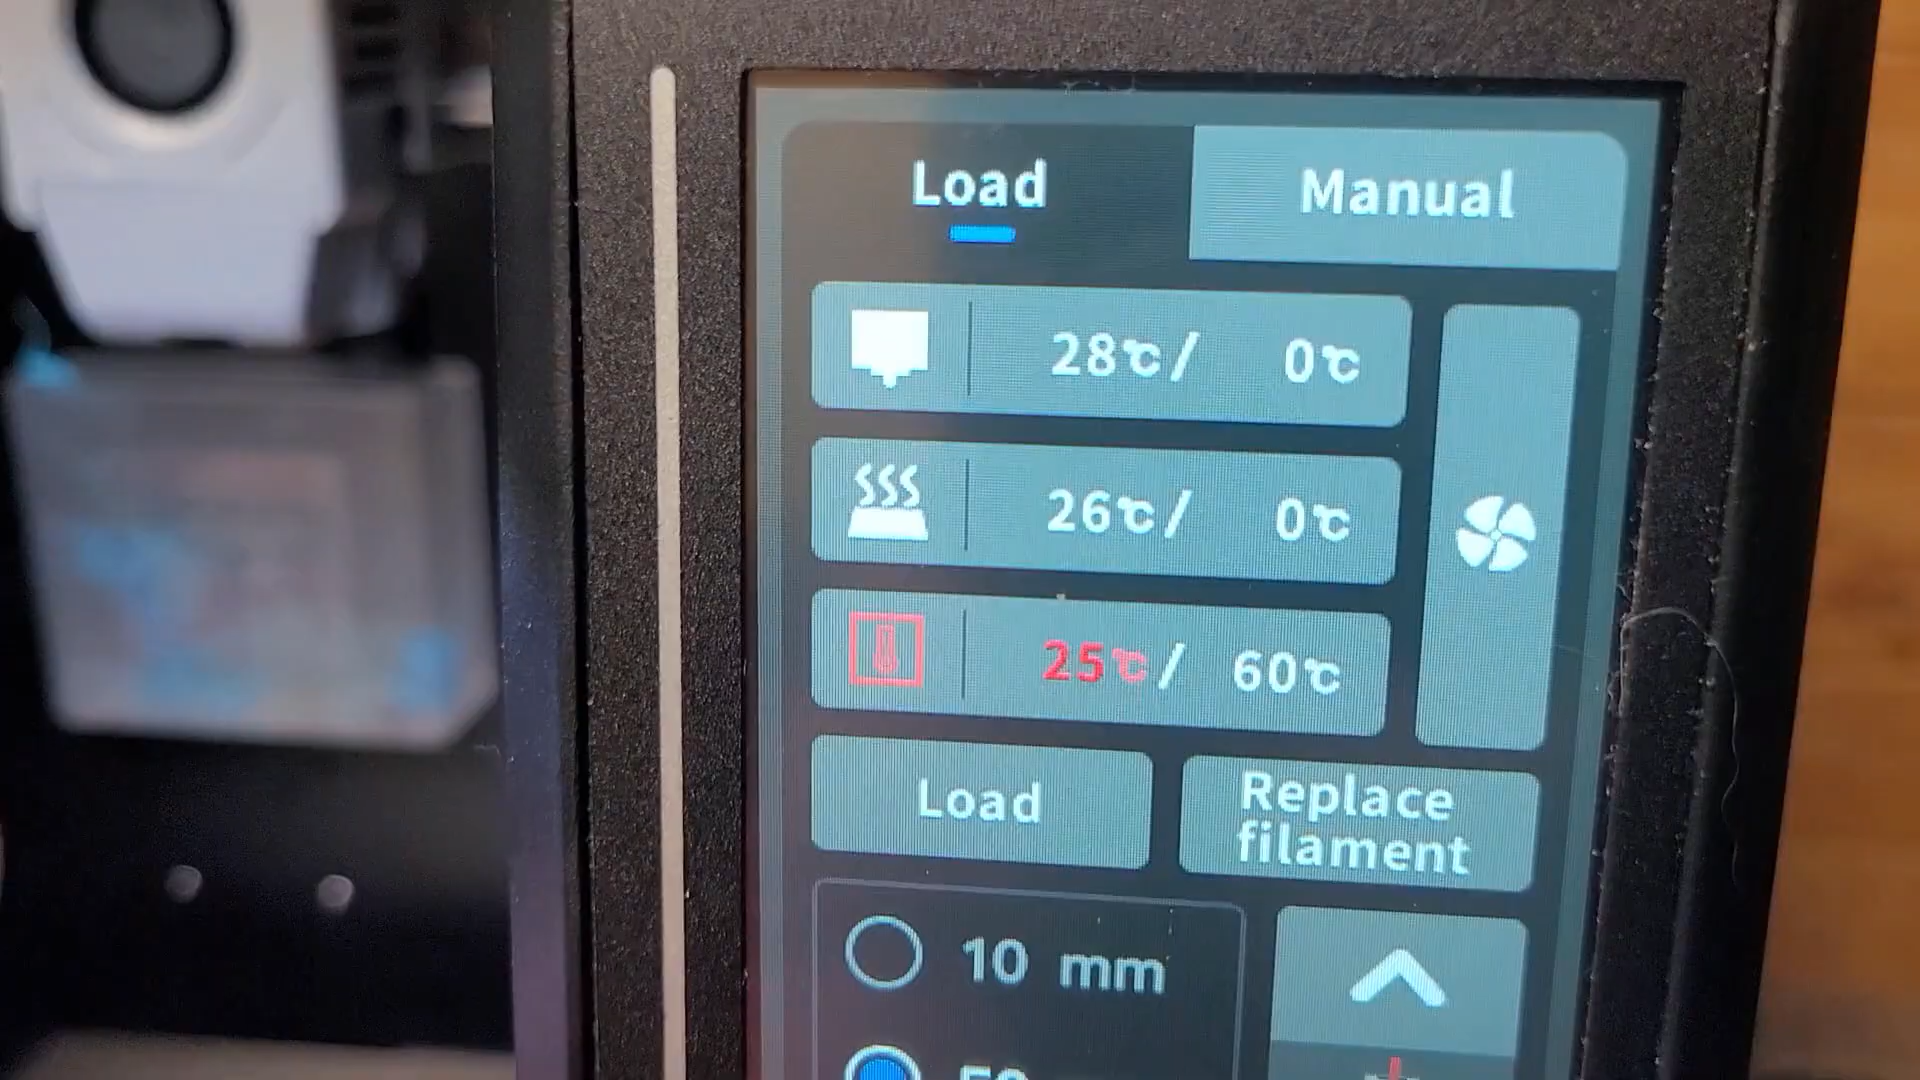 Load
Manual
28℃/ 0℃
26℃/ 0℃
25℃/ 60℃
Load
Replace
filament
10 mm